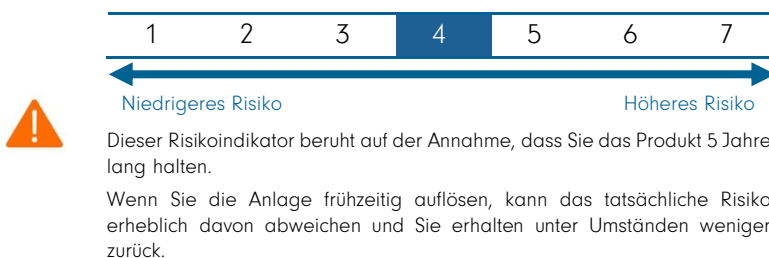 1 2 3 4 5 6 7
Niedrigeres Risiko Höheres Risiko
Dieser Risikoindikator beruht auf der Annahme, dass Sie das Produkt 5 Jahre
lang halten.
Wenn Sie die Anlage frühzeitig auflösen, kann das tatsächliche Risiko
erheblich davon abweichen und Sie erhalten unter Umständen weniger
zurück.